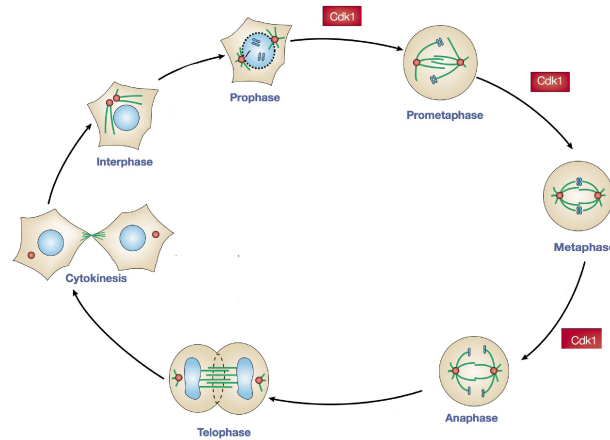 Cdk1
Prophase
Prometaphase
Cdk1
Interphase
Metaphase
Cytokinesis
Cdk1
Anaphase
Telophase